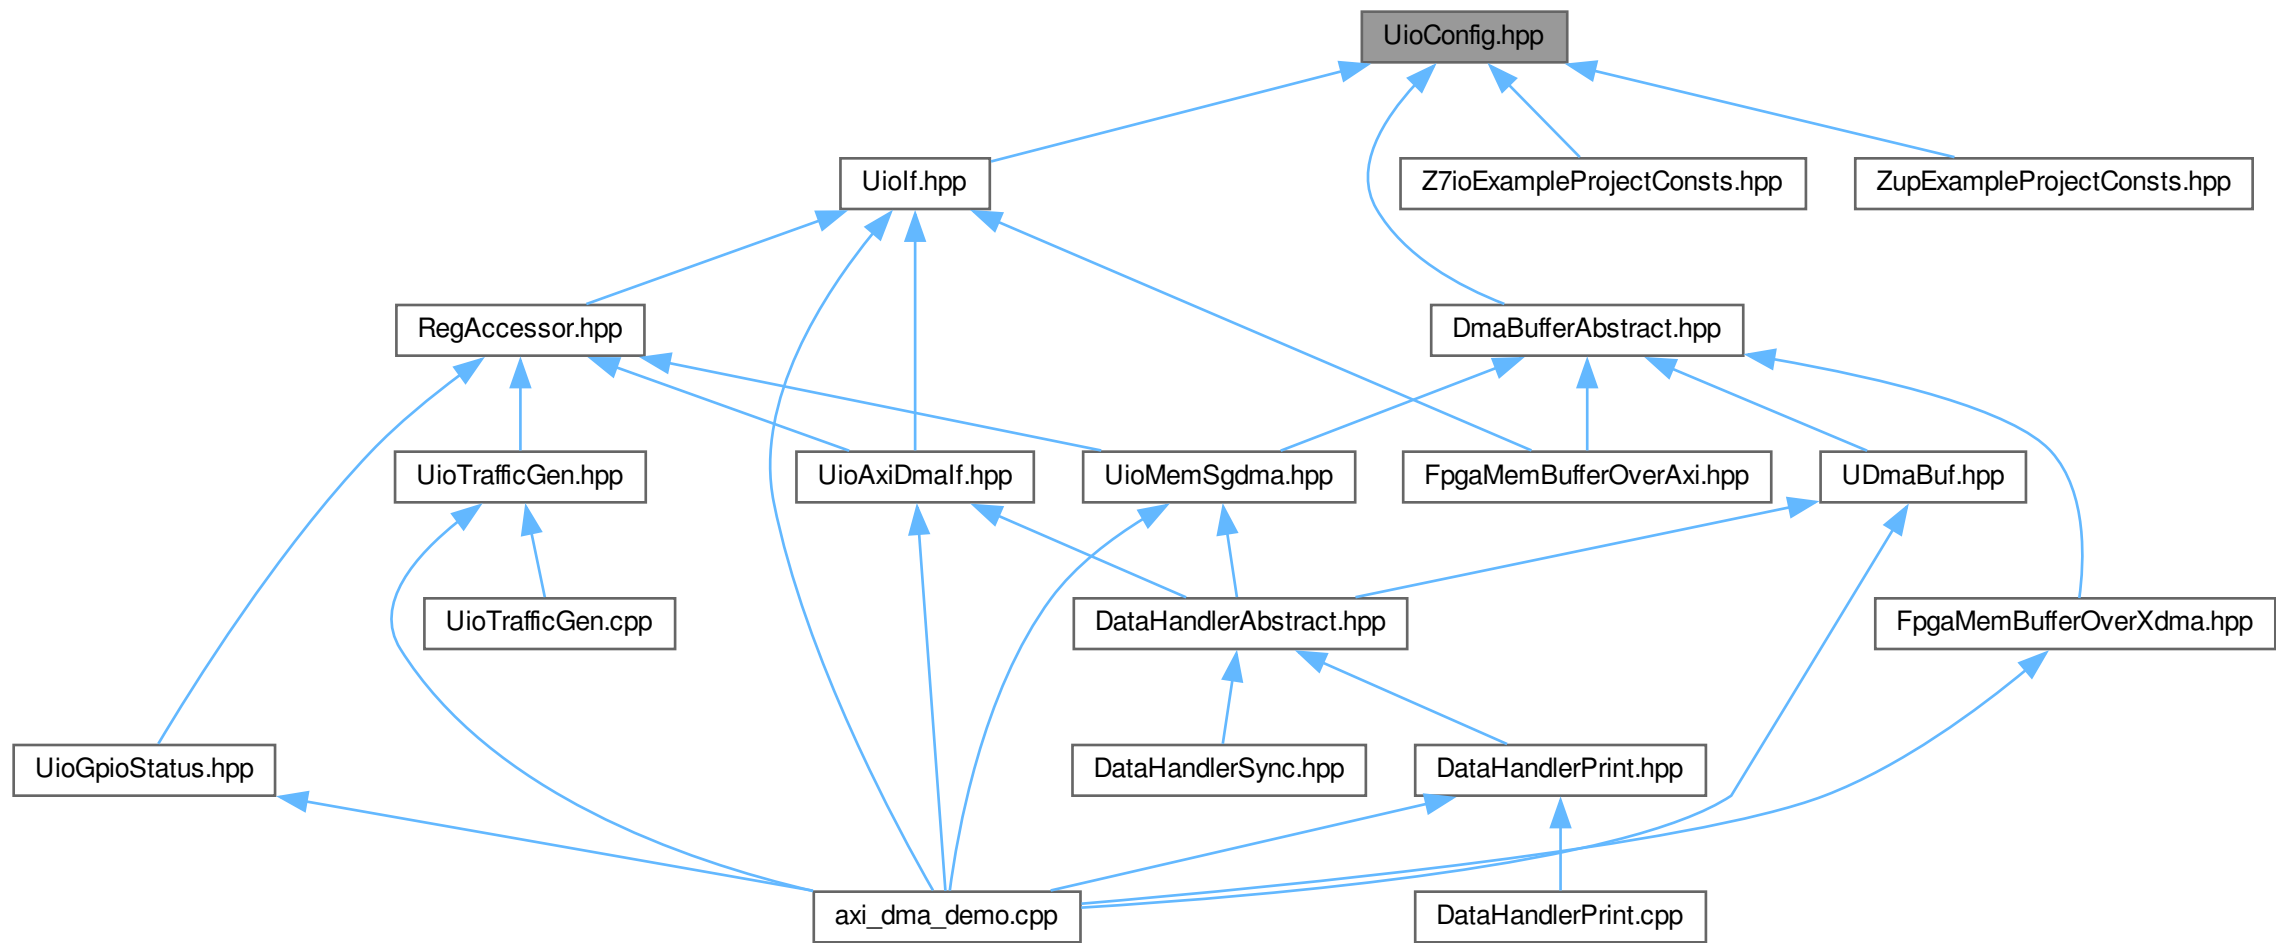 UioConfig.hpp
UioIf.hpp
Z7ioExampleProjectConsts.hpp
ZupExampleProjectConsts.hpp
RegAccessor.hpp
DmaBufferAbstract.hpp
UioTrafficGen.hpp
UioAxiDmaIf.hpp
UioMemSgdma.hpp
FpgaMemBufferOverAxi.hpp
UDmaBuf.hpp
UioTrafficGen.cpp
DataHandlerAbstract.hpp
FpgaMemBufferOverXdma.hpp
UioGpioStatus.hpp
DataHandlerSync.hpp
DataHandlerPrint.hpp
axi_dma_demo.cpp
DataHandlerPrint.cpp